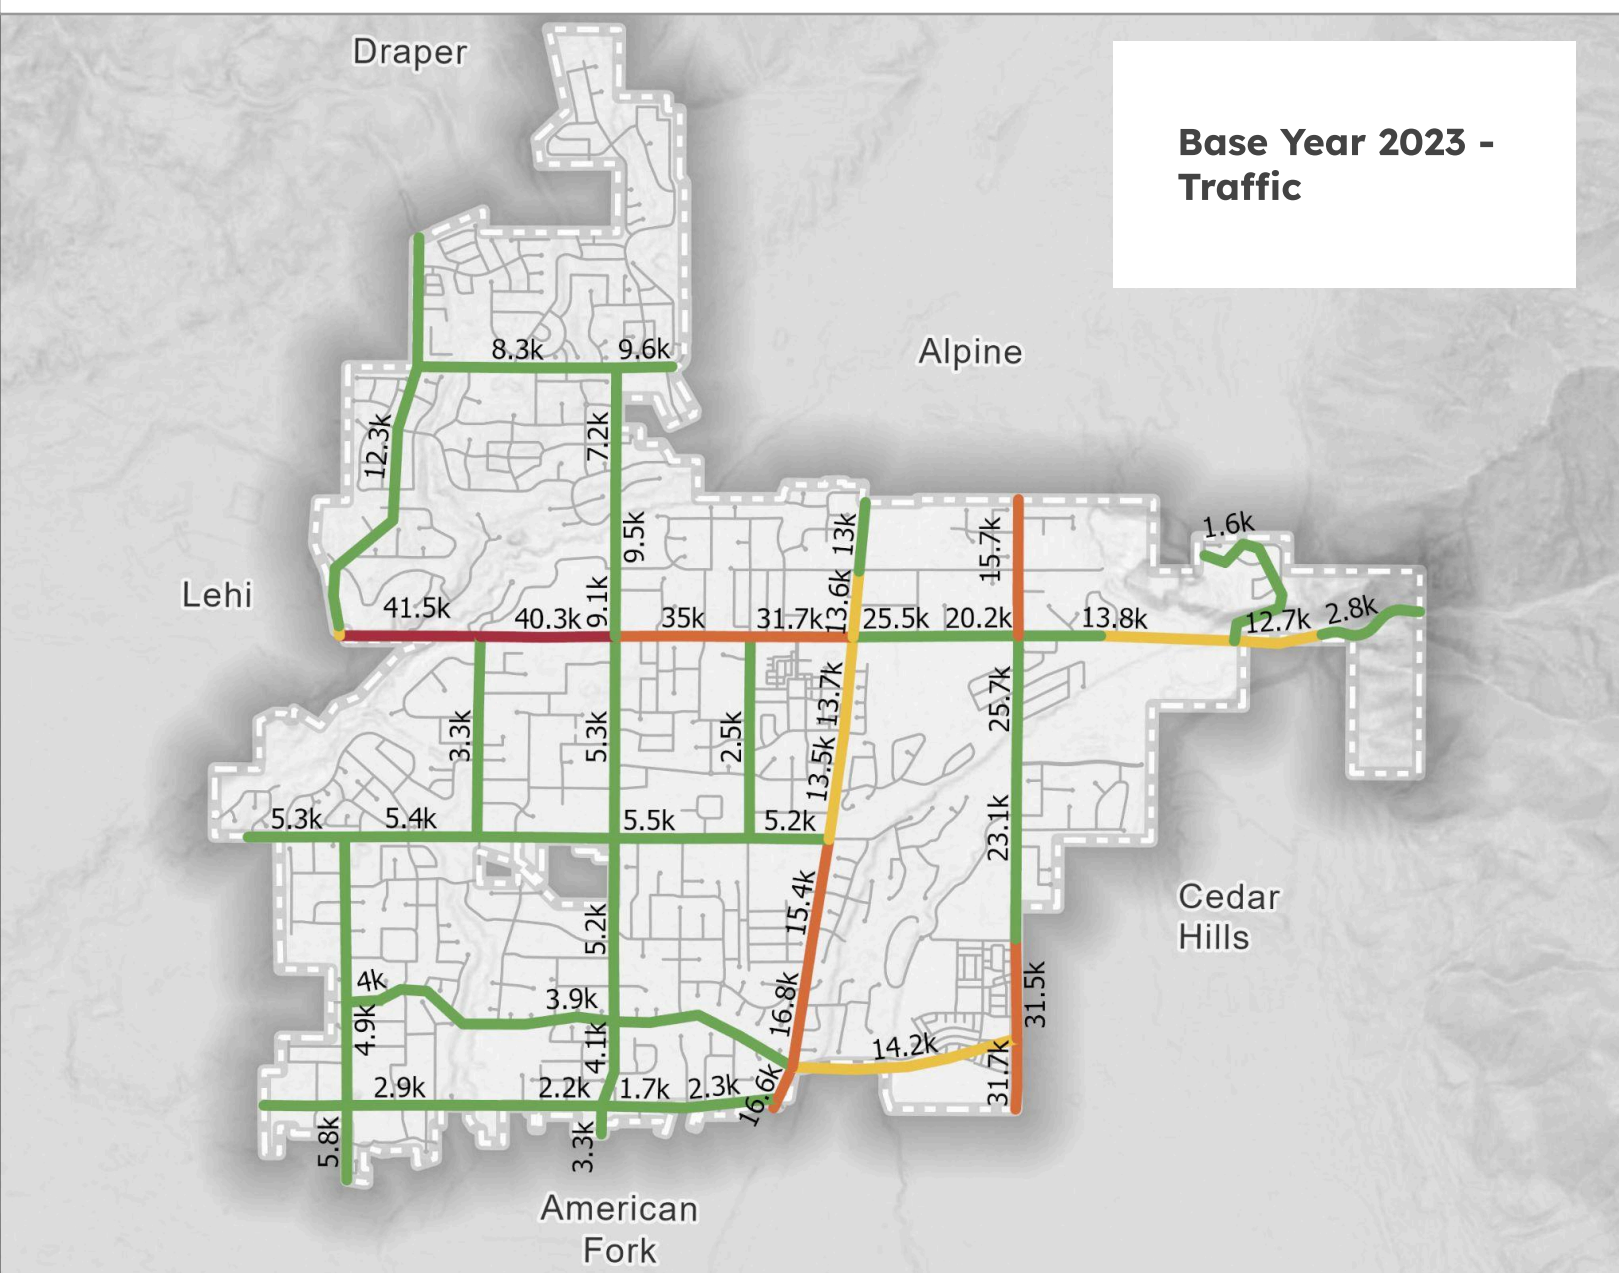 Draper
Base Year 2023 -
Traffic
Alpine
8.3k
9.6k
12.3k
7.2k
9.5k
13k
15.7k
1.6k
Lehi
41.5k
40.3k
9.1k
35k
31.7k
13.6k
25.5k
20.2k
13.8k
12.7k
2.8k
3.3k
5.3k
2.5k
13.7k
13.5k
25.7k
5.3k
5.4k
5.5k
5.2k
23.1k
15.4k
5.2k
Cedar
Hills
4k
4.9k
3.9k
4.1k
16.8k
14.2k
31.5k
31.7k
2.9k
2.2k
1.7k
2.3k
16.6k
5.8k
3.3k
American
Fork